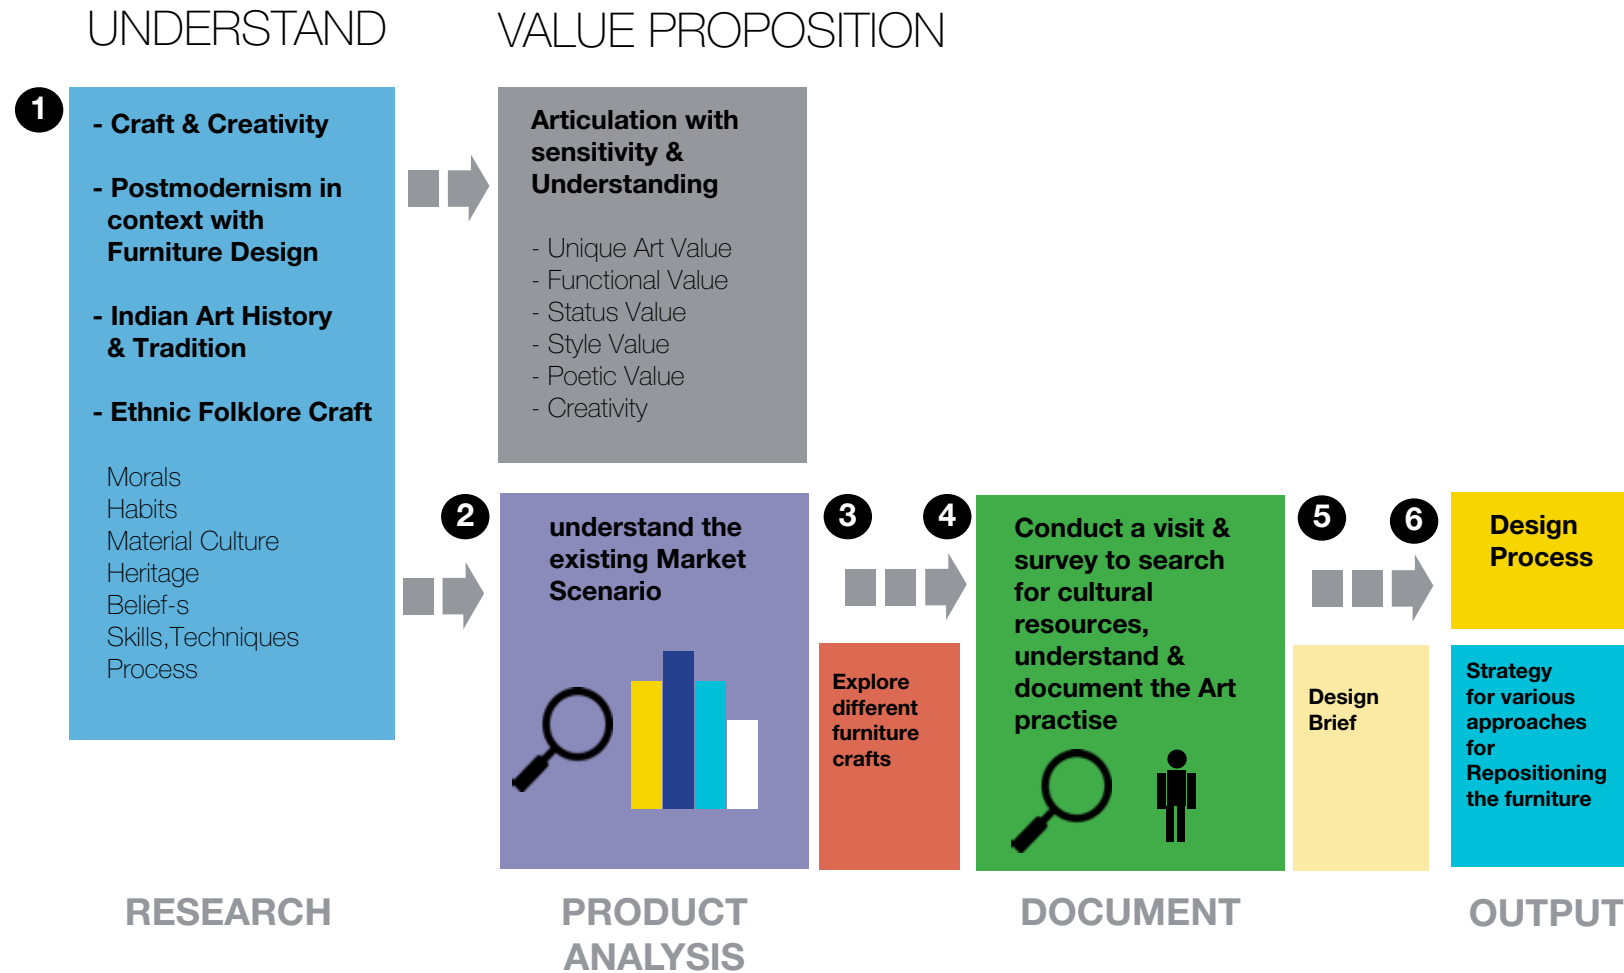 UNDERSTAND
VALUE PROPOSITION
1
- Craft & Creativity
- Postmodernism in
context with
Furniture Design
- Indian Art History
& Tradition
- Ethnic Folklore Craft
Morals
Habits
Material Culture
Heritage
Belief-s
Skills,Techniques
Process
Articulation with
sensitivity &
Understanding
- Unique Art Value
- Functional Value
- Status Value
- Style Value
- Poetic Value
- Creativity
2
understand the
existing Market
Scenario
3
Explore
different
furniture
crafts
4
Conduct a visit &
survey to search
for cultural
resources,
understand &
document the Art
practise
5
Design
Brief
6
Design
Process
Strategy
for various
approaches
for
Repositioning
the furniture
RESEARCH
PRODUCT
ANALYSIS
DOCUMENT
OUTPUT